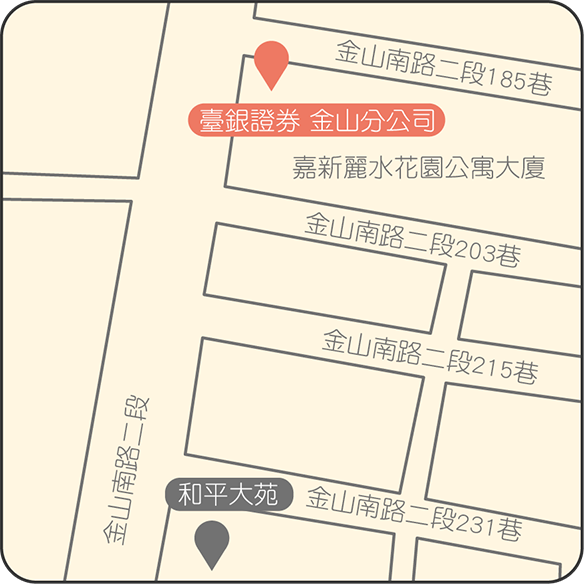 金山南路二段185巷
臺銀證券 金山分公司
嘉新麗水花園公寓大廈
金山南路二段203巷
金山南路二段215巷
金山南路二段
和平大苑
金山南路二段231巷